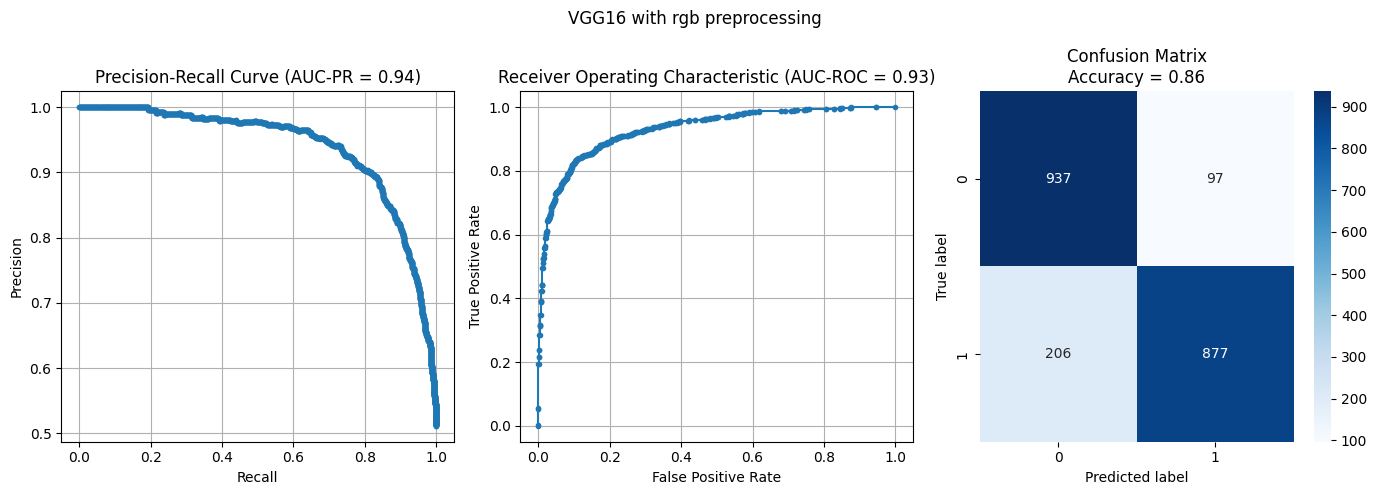 VGG16 with rgb preprocessing
Precision-Recall Curve (AUC-PR = 0.94)
1.0
0.9
0.8
0.7
0.6
0.5
Precision
0.0 0.2 0.4 0.6 0.8 1.0
Recall
Receiver Operating Characteristic (AUC-ROC = 0.93)
1.0
0.8
0.6
0.4
0.2
0.0
True Positive Rate
0.0 0.2 0.4 0.6 0.8 1.0
False Positive Rate
Confusion Matrix
Accuracy = 0.86
0
1
True label
937 97
206 877
0 1
Predicted label
900
800
700
600
500
400
300
200
100